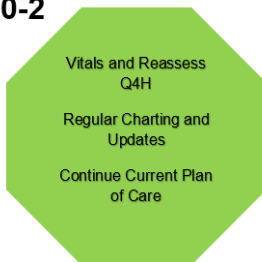 0-2
Vitals and Reassess
Q4H
Regular Charting and
Updates
Continue Current Plan
of Care